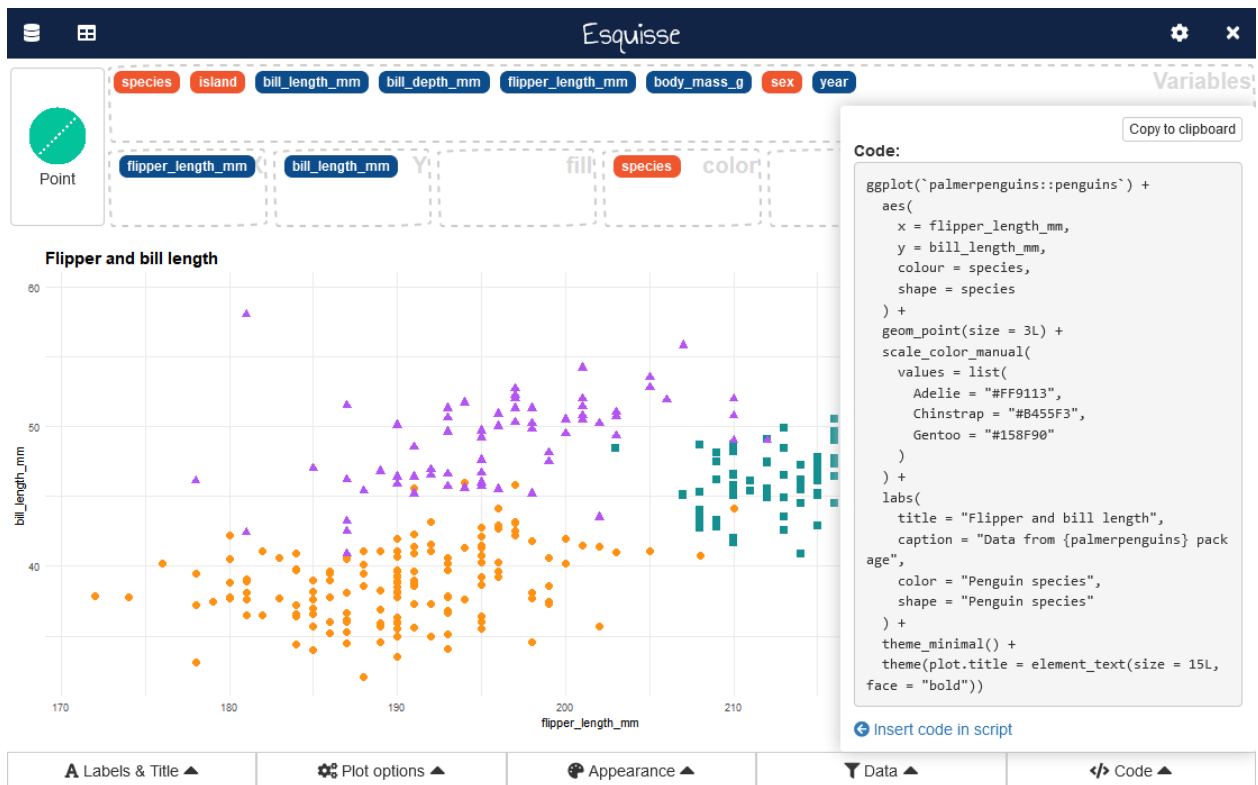 Esquisse
species island bill_length_mm bill_depth_mm flipper_length_mm body_mass_g sex year Variables
Point
flipper_length_mm X bill_length_mm Y fill species color
Copy to clipboard
Code:
ggplot(`palmerpenguins::penguins`) +
  aes(
    x = flipper_length_mm,
    y = bill_length_mm,
    colour = species,
    shape = species
  ) +
  geom_point(size = 3L) +
  scale_color_manual(
    values = list(
      Adelie = "#FF9113",
      Chinstrap = "#B455F3",
      Gentoo = "#158F90"
    )
  ) +
  labs(
    title = "Flipper and bill length",
    caption = "Data from {palmerpenguins} pack
age",
    color = "Penguin species",
    shape = "Penguin species"
  ) +
  theme_minimal() +
  theme(plot.title = element_text(size = 15L,
face = "bold"))
Insert code in script
Flipper and bill length
60
50
40
bill_length_mm
170 180 190 200 210
flipper_length_mm
A Labels & Title
Plot options
Appearance
Data
</> Code